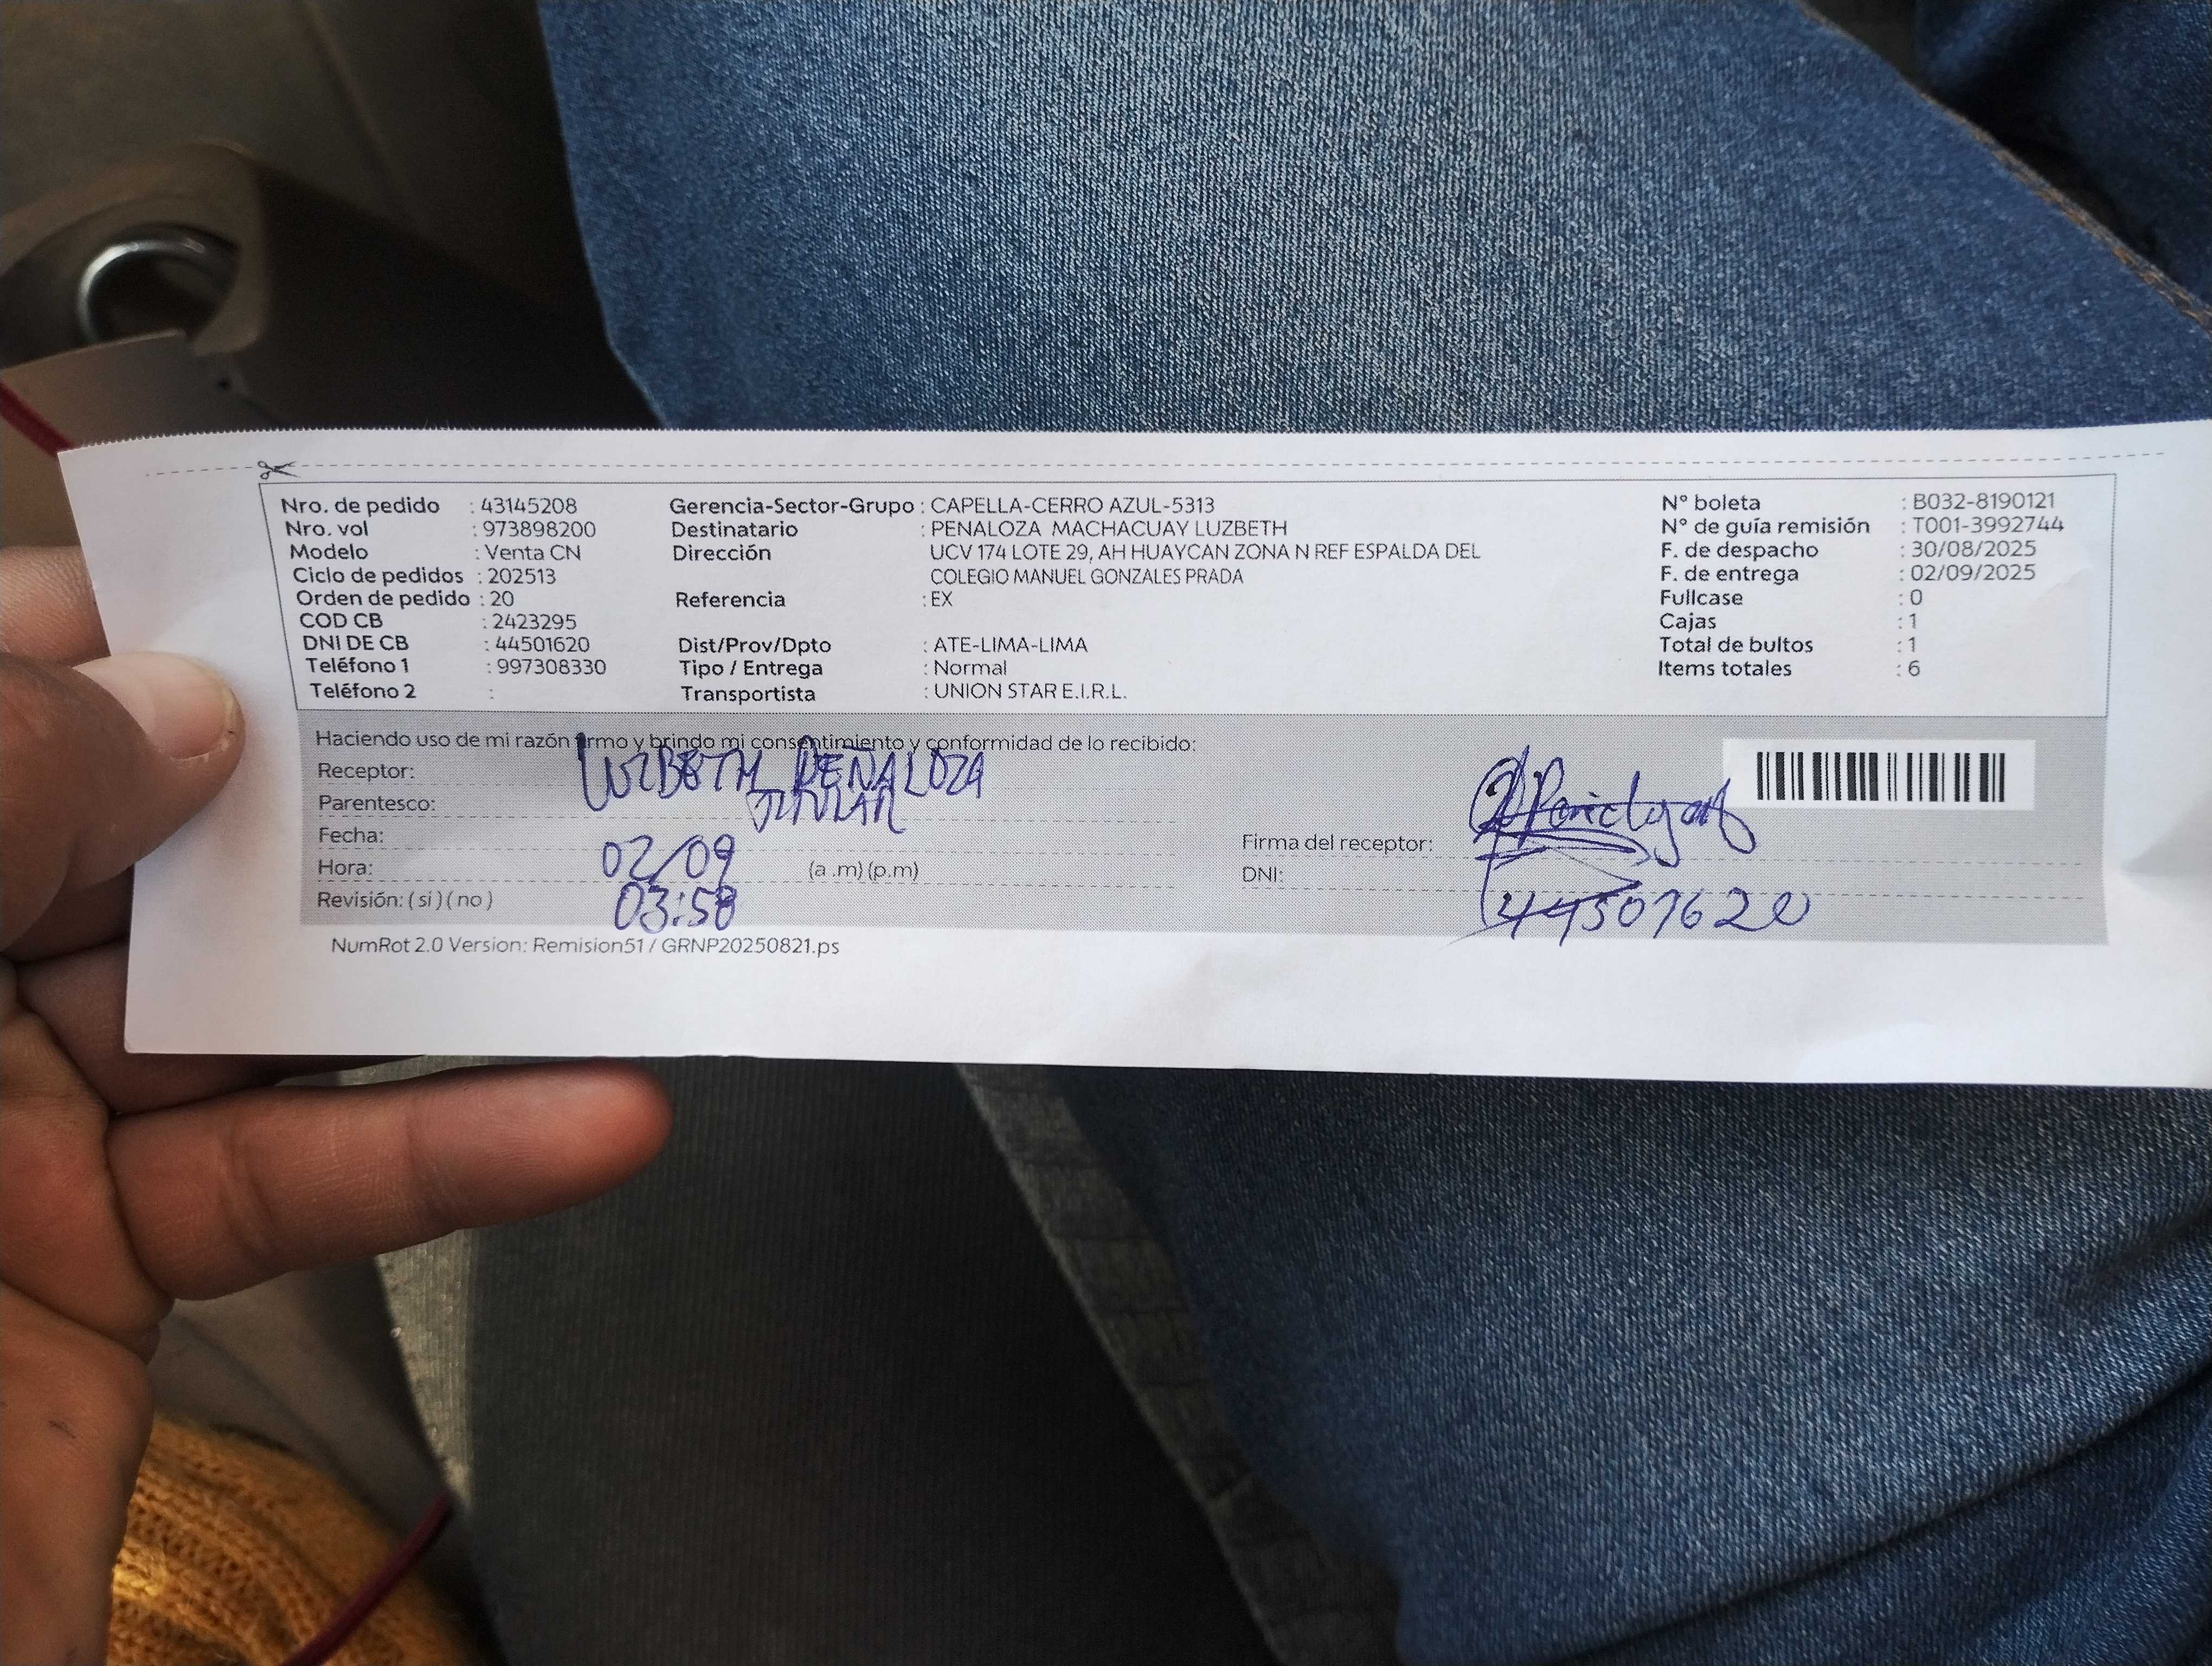 Nro. de pedido : 43145208 Gerencia-Sector-Grupo : CAPELLA-CERRO AZUL-5313 N° boleta : B032-8190121
Nro. vol : 973898200 Destinatario : PENALOZA MACHACUAY LUZBETH N° de guía remisión : T001-3992744
Modelo : Venta CN Dirección UCV 174 LOTE 29, AH HUAYCAN ZONA N REF ESPALDA DEL F. de despacho : 30/08/2025
Ciclo de pedidos : 202513 COLEGIO MANUEL GONZALES PRADA F. de entrega : 02/09/2025
Orden de pedido : 20 Referencia : EX Fullcase : 0
COD CB : 2423295 Cajas : 1
DNI DE CB : 44501620 Dist/Prov/Dpto : ATE-LIMA-LIMA Total de bultos : 1
Teléfono 1 : 997308330 Tipo / Entrega : Normal Items totales : 6
Teléfono 2 : Transportista : UNION STAR E.I.R.L.
Haciendo uso de mi razón firmo y brindo mi consentimiento y conformidad de lo recibido:
Receptor: LUZBETH PEÑALOZA
Parentesco: TITULAR
Fecha: 02/09 Firma del receptor:
Hora: 03:58 (a .m) (p.m) DNI: 44501620
Revisión: ( si ) ( no )
NumRot 2.0 Version: Remision51 / GRNP20250821.ps